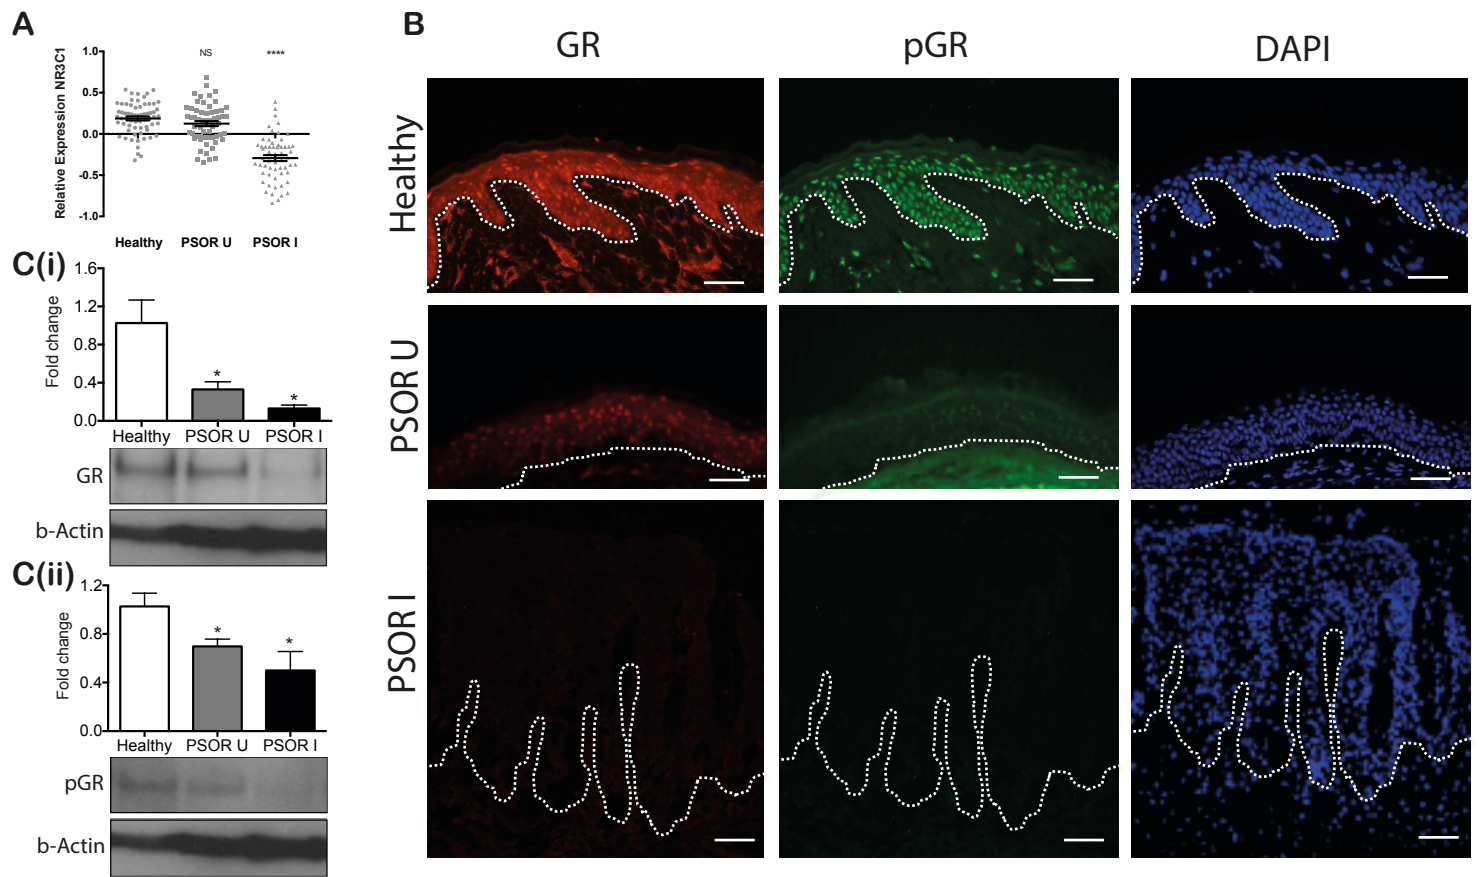 A
Relative Expression NR3C1
1.0
0.5
0.0
-0.5
-1.0
NS
****
Healthy PSOR U PSOR I
B
GR pGR DAPI
Healthy
PSOR U
PSOR I
C(i)
Fold change
1.6
1.2
0.8
0.4
0.0
*
*
Healthy PSOR U PSOR I
GR
b-Actin
C(ii)
Fold change
1.2
0.8
0.4
0.0
*
*
Healthy PSOR U PSOR I
pGR
b-Actin